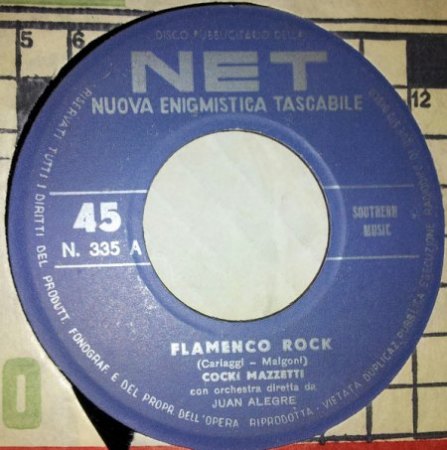 DISCO PUBBLICITARIO DELLA
NET
NUOVA ENIGMISTICA TASCABILE
45
N. 335 A
SOUTHERN
MUSIC
FLAMENCO ROCK
(Cariaggi - Malgoni)
COCKI MAZZETTI
con orchestra diretta da
JUAN ALEGRE
RISERVATI TUTTI I DIRITTI DEL PRODUTT. FONOGRAF. E DEL PROPR. DELL'OPERA RIPRODOTTA - VIETATA DUPLICAZ. PUBBLICA ESECUZIONE
5
6
12